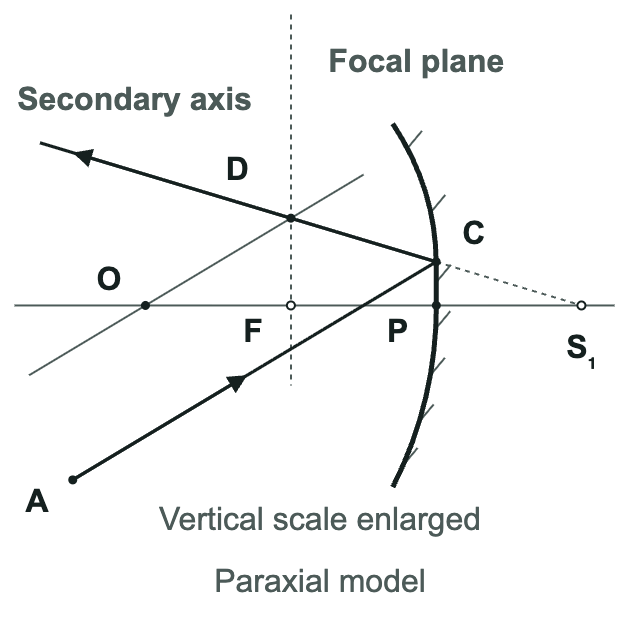 Focal plane
Secondary axis
D
C
O
F
P
S₁
A
Vertical scale enlarged
Paraxial model